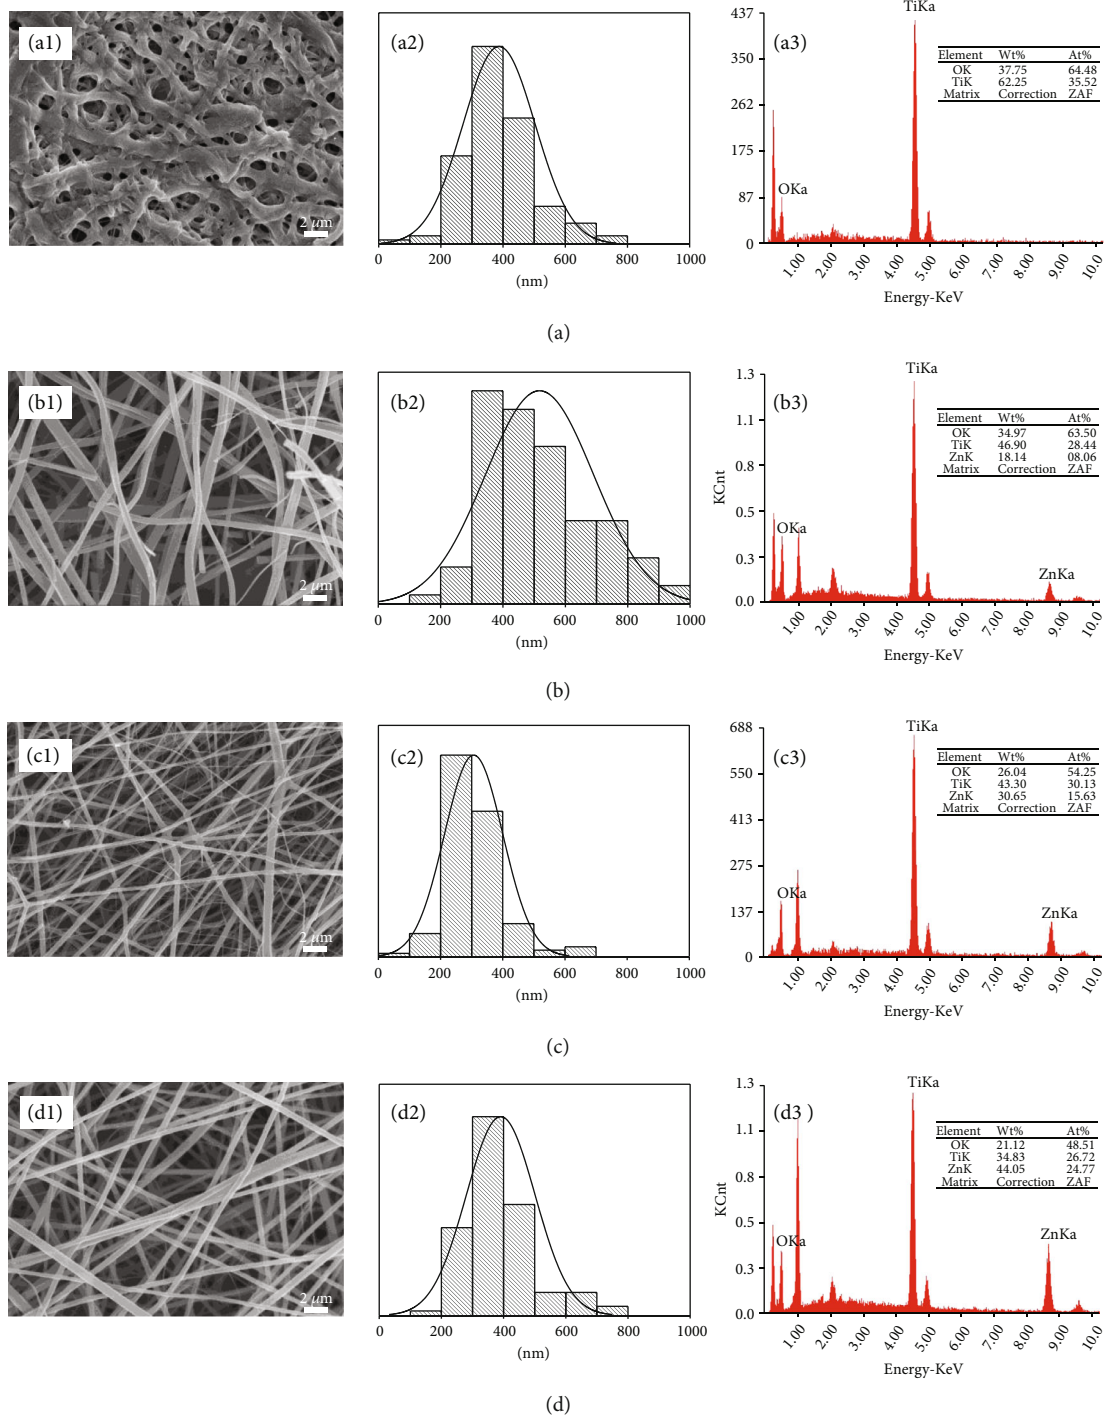 (a1)
2 μm
(a2)
0 200 400 600 800 1000
(nm)
(a3)
TiKa
OKa
437
350
262
175
87
0
Element Wt% At%
OK 37.75 64.48
TiK 62.25 35.52
Matrix Correction ZAF
1.00 2.00 3.00 4.00 5.00 6.00 7.00 8.00 9.00 10.0
Energy-KeV
(a)
(b1)
2 μm
(b2)
0 200 400 600 800 1000
(nm)
(b3)
TiKa
OKa
ZnKa
KCnt
1.3
1.1
0.8
0.5
0.3
0.0
Element Wt% At%
OK 34.97 63.50
TiK 46.90 28.44
ZnK 18.14 08.06
Matrix Correction ZAF
1.00 2.00 3.00 4.00 5.00 6.00 7.00 8.00 9.00 10.0
Energy-KeV
(b)
(c1)
2 μm
(c2)
0 200 400 600 800 1000
(nm)
(c3)
TiKa
OKa
ZnKa
688
550
413
275
137
0
Element Wt% At%
OK 26.04 54.25
TiK 43.30 30.13
ZnK 30.65 15.63
Matrix Correction ZAF
1.00 2.00 3.00 4.00 5.00 6.00 7.00 8.00 9.00 10.0
Energy-KeV
(c)
(d1)
2 μm
(d2)
0 200 400 600 800 1000
(nm)
(d3 )
TiKa
OKa
ZnKa
KCnt
1.3
1.1
0.8
0.5
0.3
0.0
Element Wt% At%
OK 21.12 48.51
TiK 34.83 26.72
ZnK 44.05 24.77
Matrix Correction ZAF
1.00 2.00 3.00 4.00 5.00 6.00 7.00 8.00 9.00 10.0
Energy-KeV
(d)